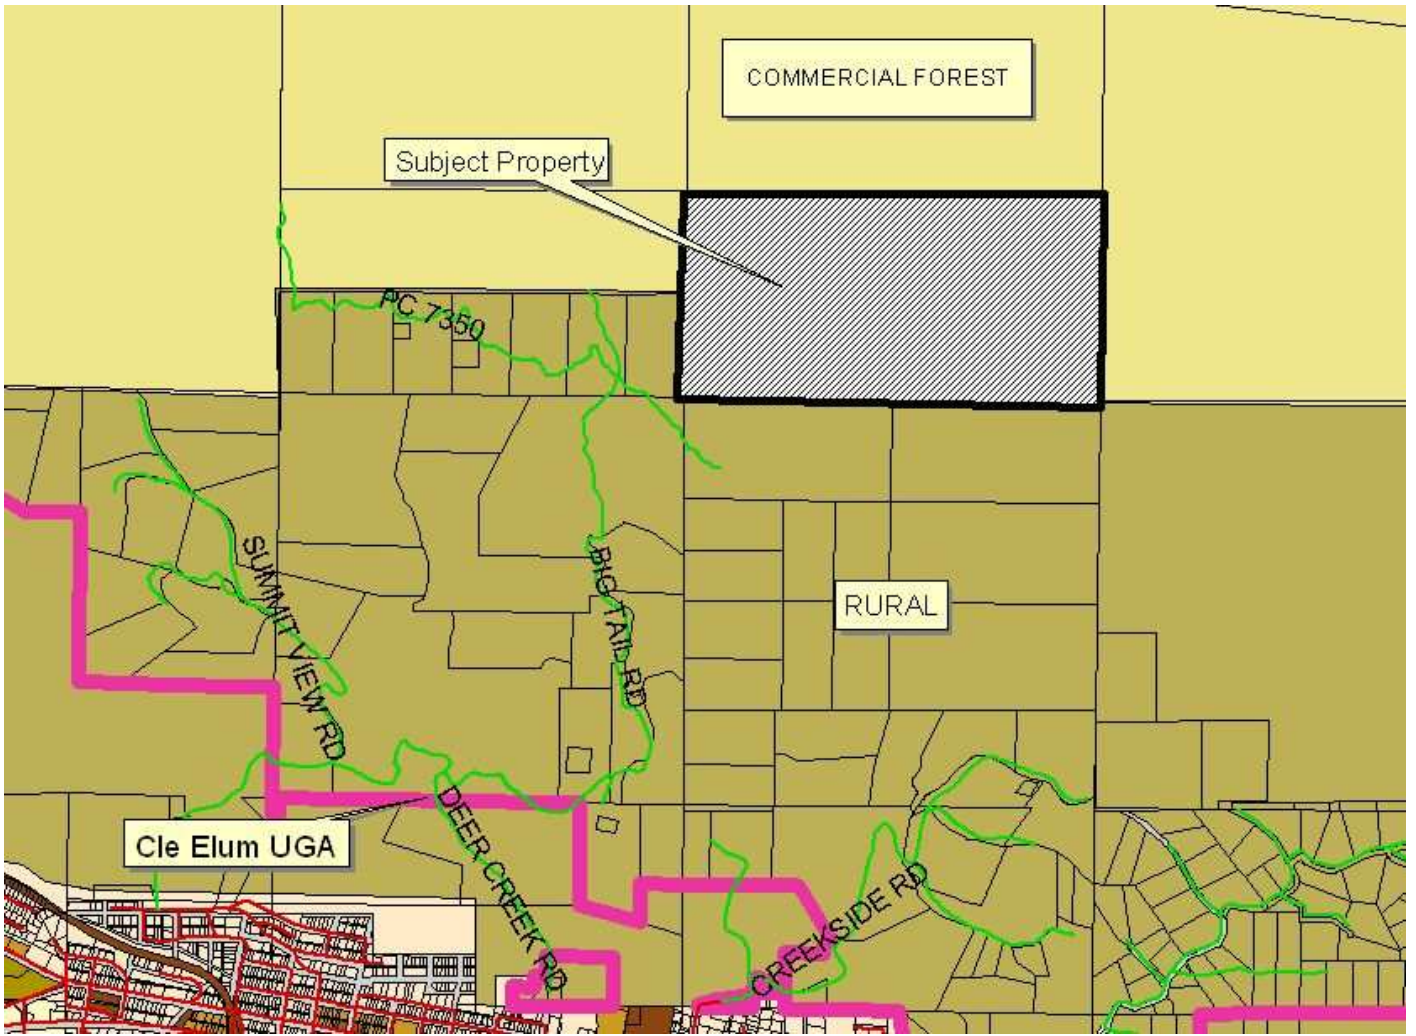 COMMERCIAL FOREST
Subject Property
PC 7350
SUMMIT VIEW RD
BIG TAIL RD
RURAL
Cle Elum UGA
DEER CREEK RD
CREEKSIDE RD